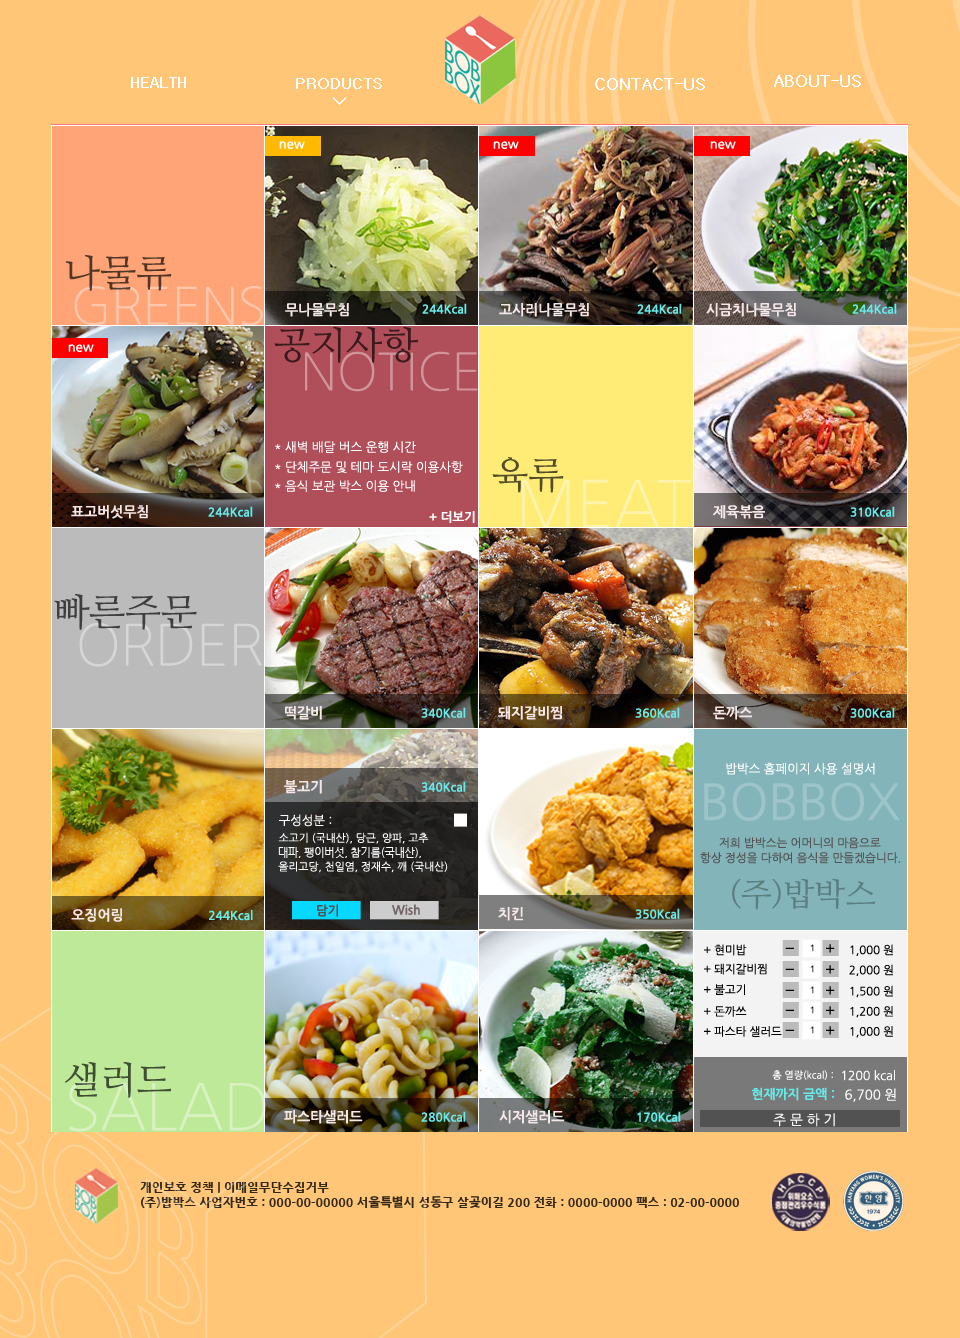 HEALTH
PRODUCTS
BOB BOX
CONTACT-US
ABOUT-US
나물류
GREENS
new
무나물무침 244Kcal
new
고사리나물무침 244Kcal
new
시금치나물무침 244Kcal
new
표고버섯무침 244Kcal
공지사항
NOTICE
* 새벽 배달 버스 운행 시간
* 단체주문 및 테마 도시락 이용사항
* 음식 보관 박스 이용 안내
+ 더보기
육류
MEAT
제육볶음 310Kcal
빠른주문
ORDER
떡갈비 340Kcal
돼지갈비찜 360Kcal
돈까스 300Kcal
오징어링 244Kcal
불고기 340Kcal
구성성분 :
소고기 (국내산), 당근, 양파, 고추
대파, 팽이버섯, 참기름(국내산),
올리고당, 천일염, 정재수, 깨 (국내산)
담기 Wish
치킨 350Kcal
밥박스 홈페이지 사용 설명서
BOBBOX
저희 밥박스는 어머니의 마음으로
항상 정성을 다하여 음식을 만들겠습니다.
(주)밥박스
샐러드
SALAD
파스타샐러드 280Kcal
시저샐러드 170Kcal
+ 현미밥 − 1 + 1,000 원
+ 돼지갈비찜 − 1 + 2,000 원
+ 불고기 − 1 + 1,500 원
+ 돈까쓰 − 1 + 1,200 원
+ 파스타 샐러드 − 1 + 1,000 원
총 열량(kcal) : 1200 kcal
현재까지 금액 : 6,700 원
주 문 하 기
개인보호 정책 | 이메일무단수집거부
(주)밥박스 사업자번호 : 000-00-00000 서울특별시 성동구 살곶이길 200 전화 : 0000-0000 팩스 : 02-00-0000
HACCP
위해요소
중점관리우수식품
HANYANG WOMEN'S UNIVERSITY
한양
1974